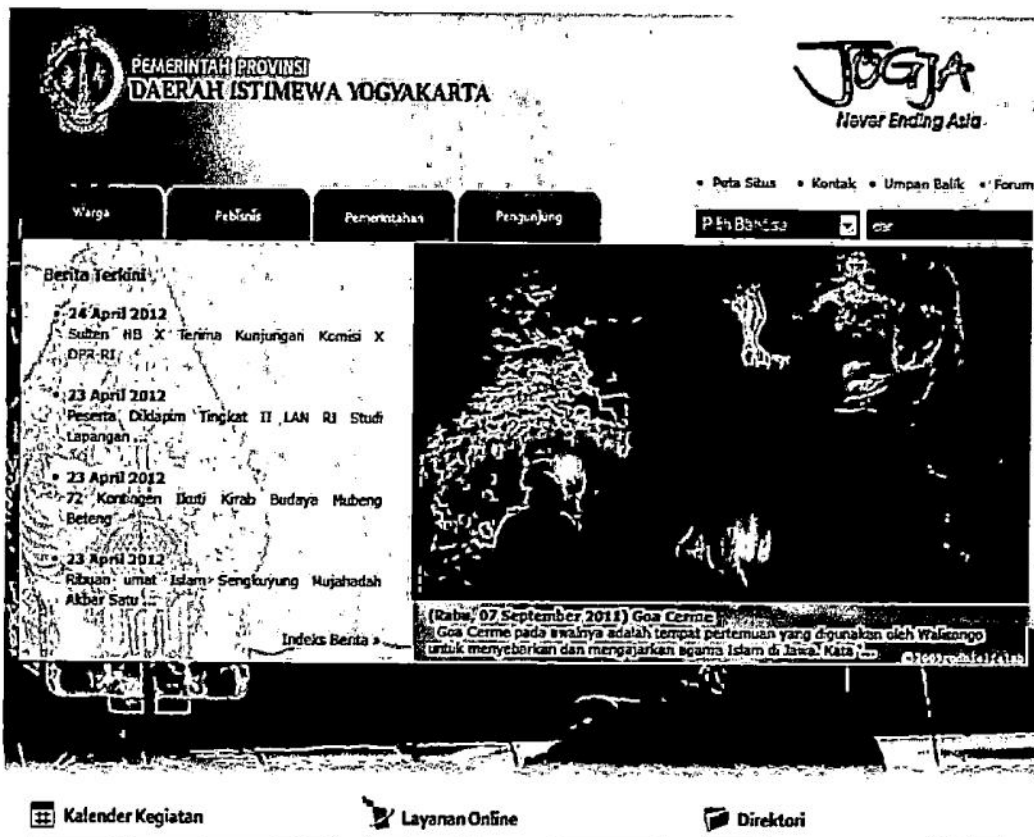 PEMERINTAH PROVINSI
DAERAH ISTIMEWA YOGYAKARTA
JOGJA
Never Ending Asia
• Peta Situs • Kontak • Umpan Balik • Forum
Warga
Pebisnis
Pemerintahan
Pengunjung
Berita Terkini
• 24 April 2012
Sultan HB X Terima Kunjungan Komisi X
DPR-RI
• 23 April 2012
Peserta Diklapim Tingkat II LAN RI Studi
Lapangan ...
• 23 April 2012
72 Kontingen Ikuti Kirab Budaya Mubeng
Beteng
• 23 April 2012
Ribuan umat Islam Sengkuyung Mujahadah
Akbar Satu ...
Indeks Berita »
(Rabu, 07 September 2011) Goa Cerme
Goa Cerme pada awalnya adalah tempat pertemuan yang digunakan oleh Walisongo
untuk menyebarkan dan mengajarkan agama Islam di Jawa. Kata ...
Kalender Kegiatan
Layanan Online
Direktori